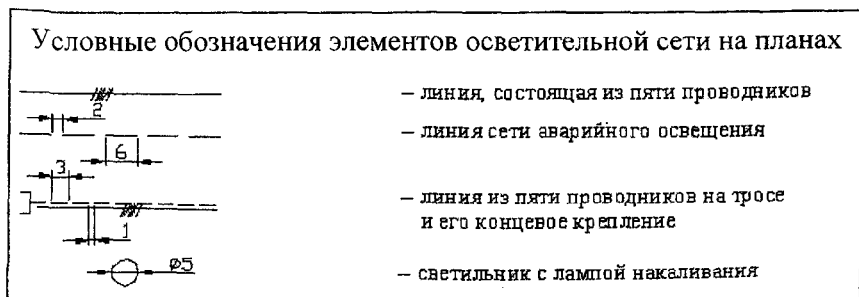 Условные обозначения элементов осветительной сети на планах
– линия, состоящая из пяти проводников
2
– линия сети аварийного освещения
6
3
– линия из пяти проводников на тросе
и его концевое крепление
1
ø5
– светильник с лампой накаливания